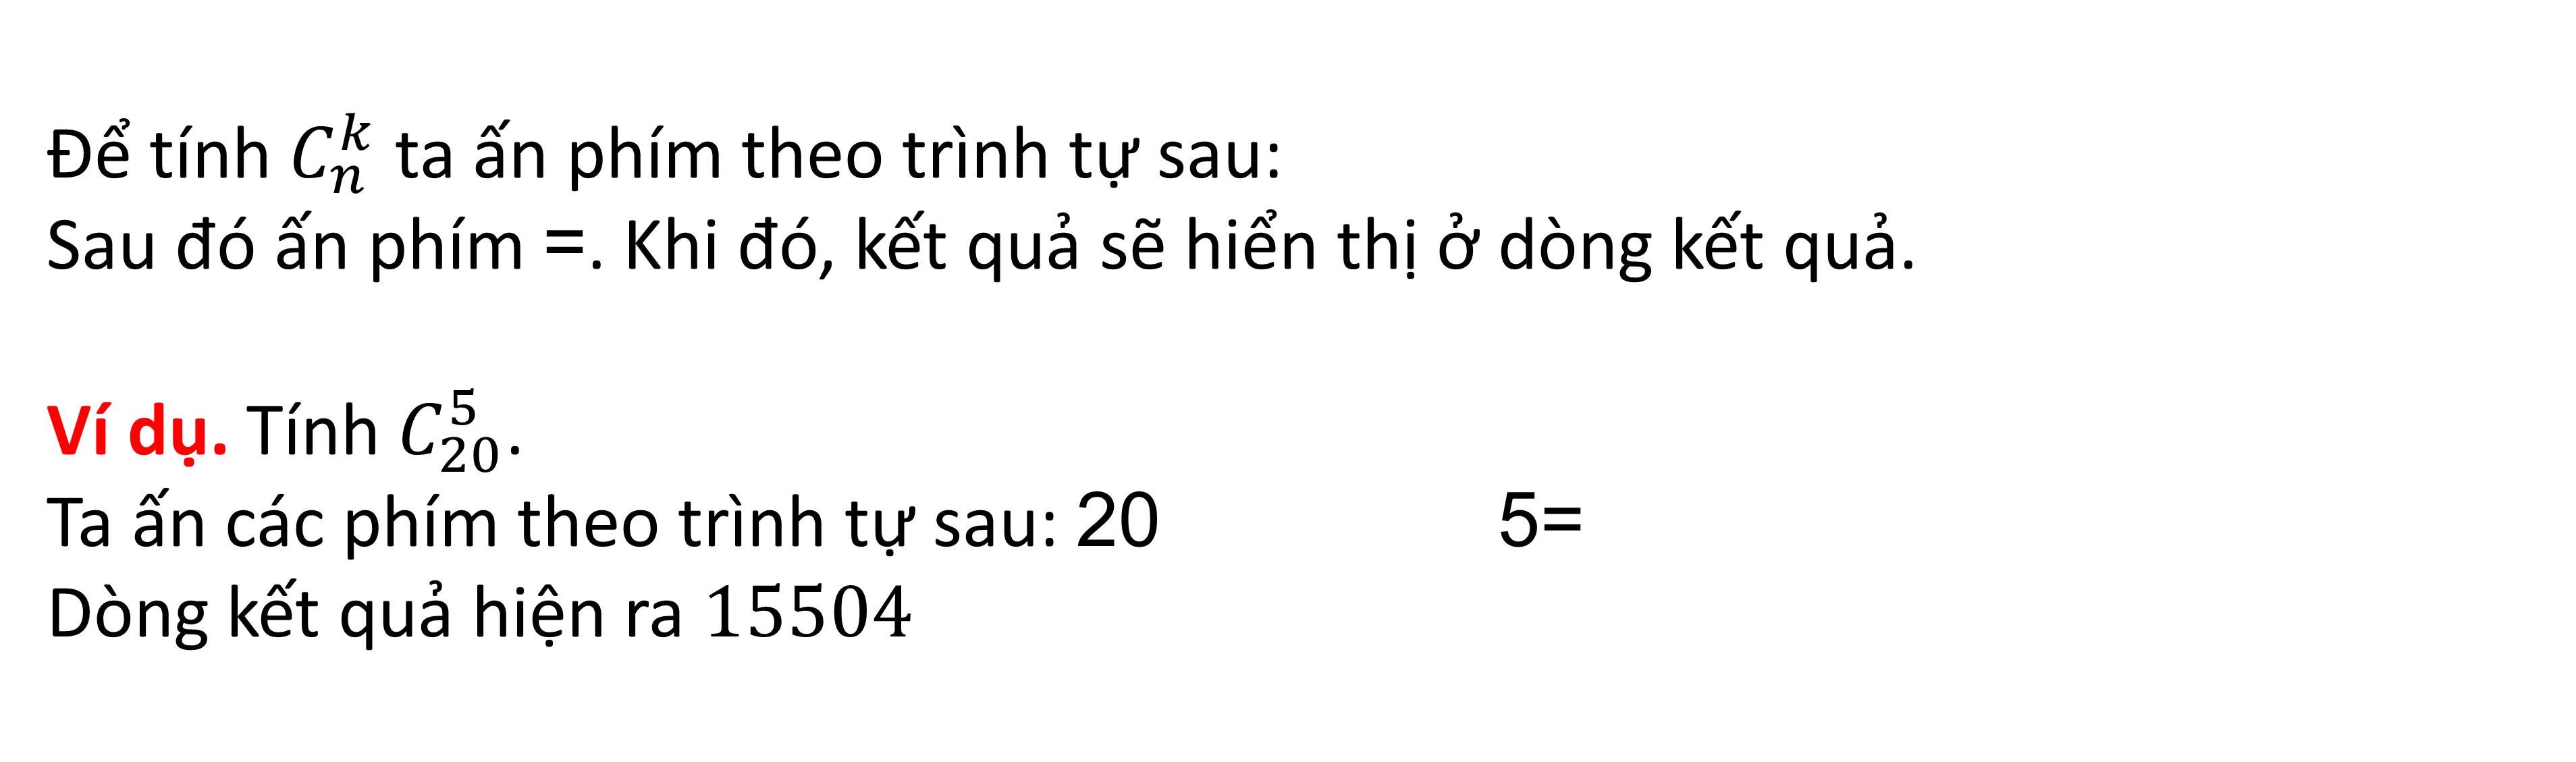 Để tính $C_n^k$ ta ấn phím theo trình tự sau:
Sau đó ấn phím =. Khi đó, kết quả sẽ hiển thị ở dòng kết quả.
Ví dụ. Tính $C_{20}^5$.
Ta ấn các phím theo trình tự sau: 20 5=
Dòng kết quả hiện ra 15504